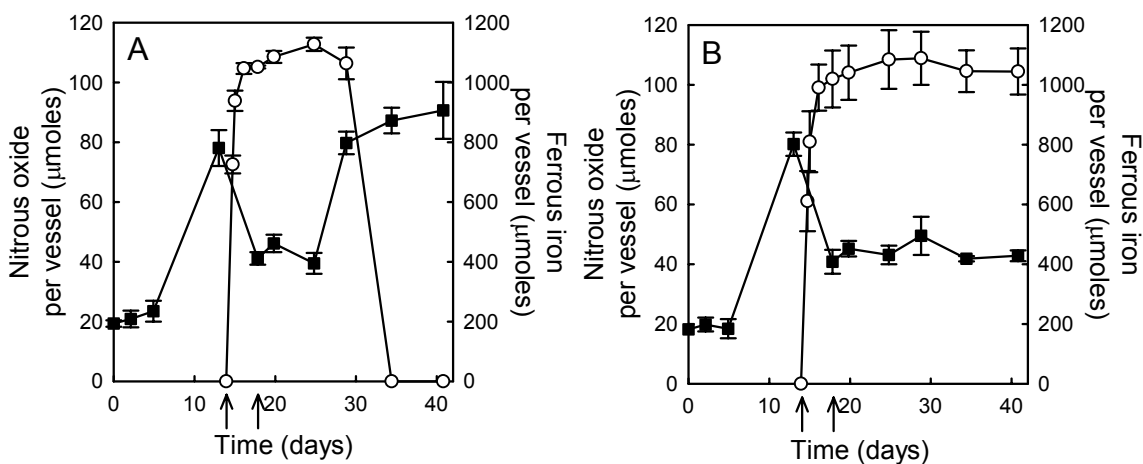 A
120
100
80
60
40
20
0
Nitrous oxide
per vessel (μmoles)
1200
1000
800
600
400
200
0
Ferrous iron
per vessel (μmoles)
0 10 20 30 40
Time (days)
B
120
100
80
60
40
20
0
Nitrous oxide
per vessel (μmoles)
1200
1000
800
600
400
200
0
Ferrous iron
per vessel (μmoles)
0 10 20 30 40
Time (days)